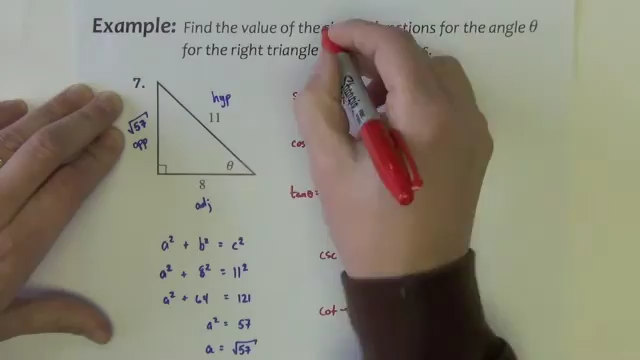 Example: Find the value of the functions for the angle θ
for the right triangle
7.
hyp
11
√57
opp
θ
8
adj
cos
tanθ=
csc
cot
a² + b² = c²
a² + 8² = 11²
a² + 64 = 121
a² = 57
a = √57